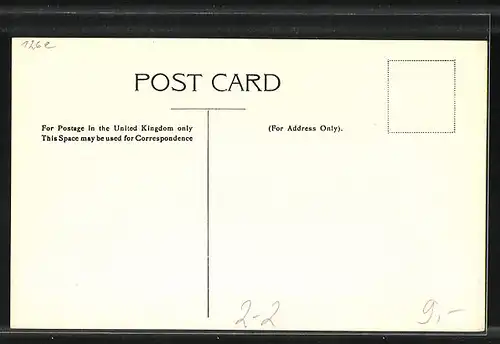 126e
POST CARD
For Postage in the United Kingdom only
This Space may be used for Correspondence
(For Address Only).
2-2
9,-